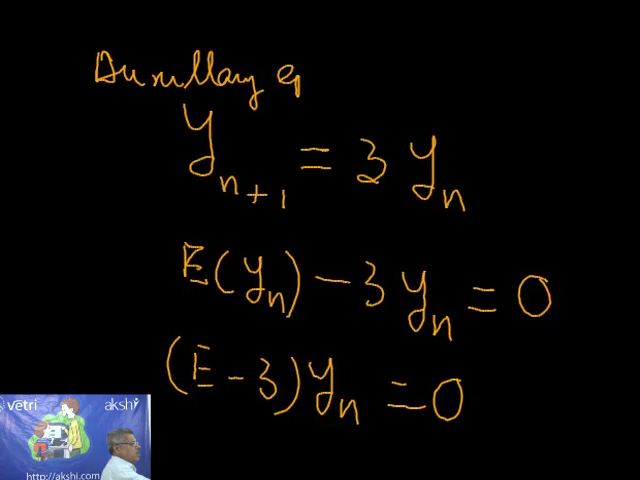 Auxillary eq
y_{n+1} = 3 y_n
E(y_n) - 3 y_n = 0
(E - 3) y_n = 0
vetri akshi
http://akshi.com